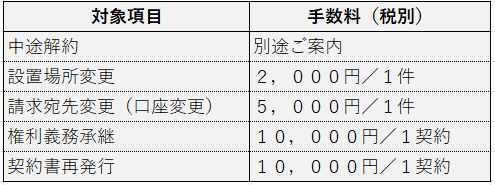 対象項目 手数料（税別）
中途解約 別途ご案内
設置場所変更 ２，０００円／１件
請求宛先変更（口座変更） ５，０００円／１件
権利義務承継 １０，０００円／１契約
契約書再発行 １０，０００円／１契約